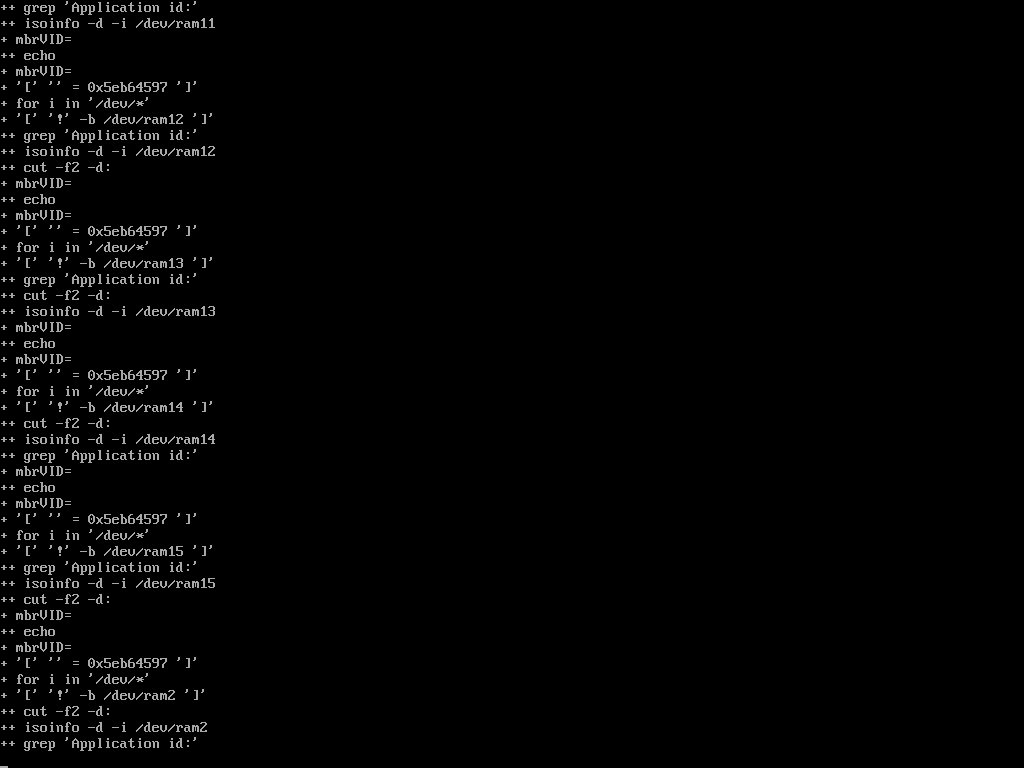 ++ grep 'Application id:'
++ isoinfo -d -i /dev/ram11
+ mbrVID=
++ echo
+ mbrVID=
+ '[' '' = 0x5eb64597 ']'
+ for i in '/dev/*'
+ '[' '!' -b /dev/ram12 ']'
++ grep 'Application id:'
++ isoinfo -d -i /dev/ram12
++ cut -f2 -d:
+ mbrVID=
++ echo
+ mbrVID=
+ '[' '' = 0x5eb64597 ']'
+ for i in '/dev/*'
+ '[' '!' -b /dev/ram13 ']'
++ grep 'Application id:'
++ cut -f2 -d:
++ isoinfo -d -i /dev/ram13
+ mbrVID=
++ echo
+ mbrVID=
+ '[' '' = 0x5eb64597 ']'
+ for i in '/dev/*'
+ '[' '!' -b /dev/ram14 ']'
++ cut -f2 -d:
++ isoinfo -d -i /dev/ram14
++ grep 'Application id:'
+ mbrVID=
++ echo
+ mbrVID=
+ '[' '' = 0x5eb64597 ']'
+ for i in '/dev/*'
+ '[' '!' -b /dev/ram15 ']'
++ grep 'Application id:'
++ isoinfo -d -i /dev/ram15
++ cut -f2 -d:
+ mbrVID=
++ echo
+ mbrVID=
+ '[' '' = 0x5eb64597 ']'
+ for i in '/dev/*'
+ '[' '!' -b /dev/ram2 ']'
++ cut -f2 -d:
++ isoinfo -d -i /dev/ram2
++ grep 'Application id:'